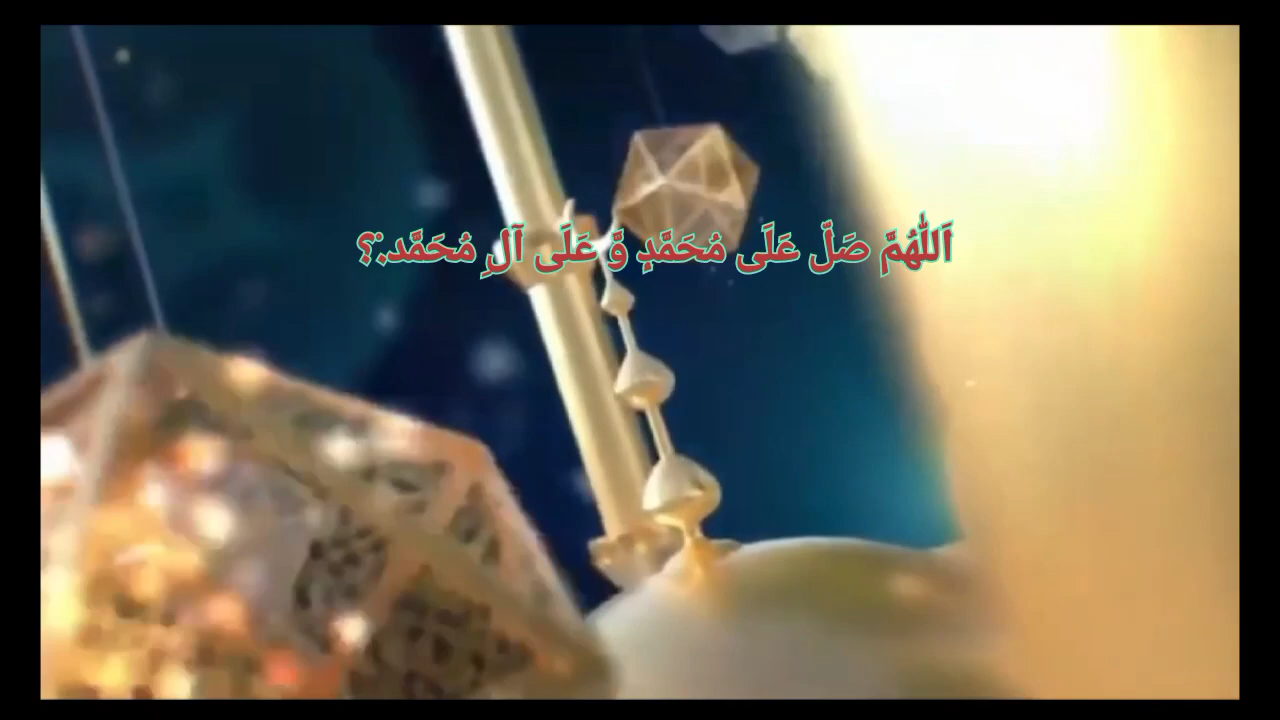 اَللّٰهُمَّ صَلِّ عَلَى مُحَمَّدٍ وَّ عَلَى آلِ مُحَمَّد.ֺ؟